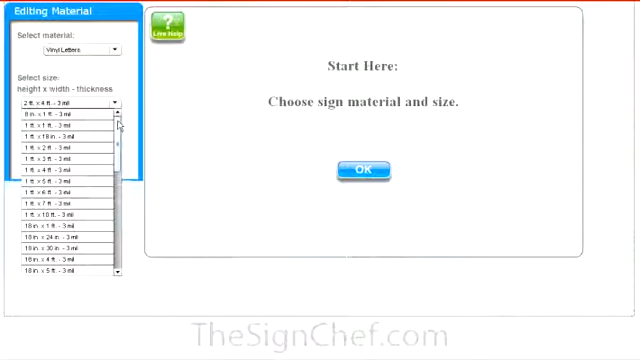 Editing Material
Select material:
Vinyl Letters
Select size:
height x width - thickness
2 ft. x 4 ft. - 3 mil
8 in. x 1 ft. - 3 mil
1 ft. x 1 ft. - 3 mil
1 ft. x 18 in. - 3 mil
1 ft. x 2 ft. - 3 mil
1 ft. x 3 ft. - 3 mil
1 ft. x 4 ft. - 3 mil
1 ft. x 5 ft. - 3 mil
1 ft. x 6 ft. - 3 mil
1 ft. x 7 ft. - 3 mil
1 ft. x 10 ft. - 3 mil
18 in. x 1 ft. - 3 mil
18 in. x 24 in. - 3 mil
18 in. x 30 in. - 3 mil
18 in. x 4 ft. - 3 mil
18 in. x 5 ft. - 3 mil
?
Live Help
Start Here:
Choose sign material and size.
OK
TheSignChef.com